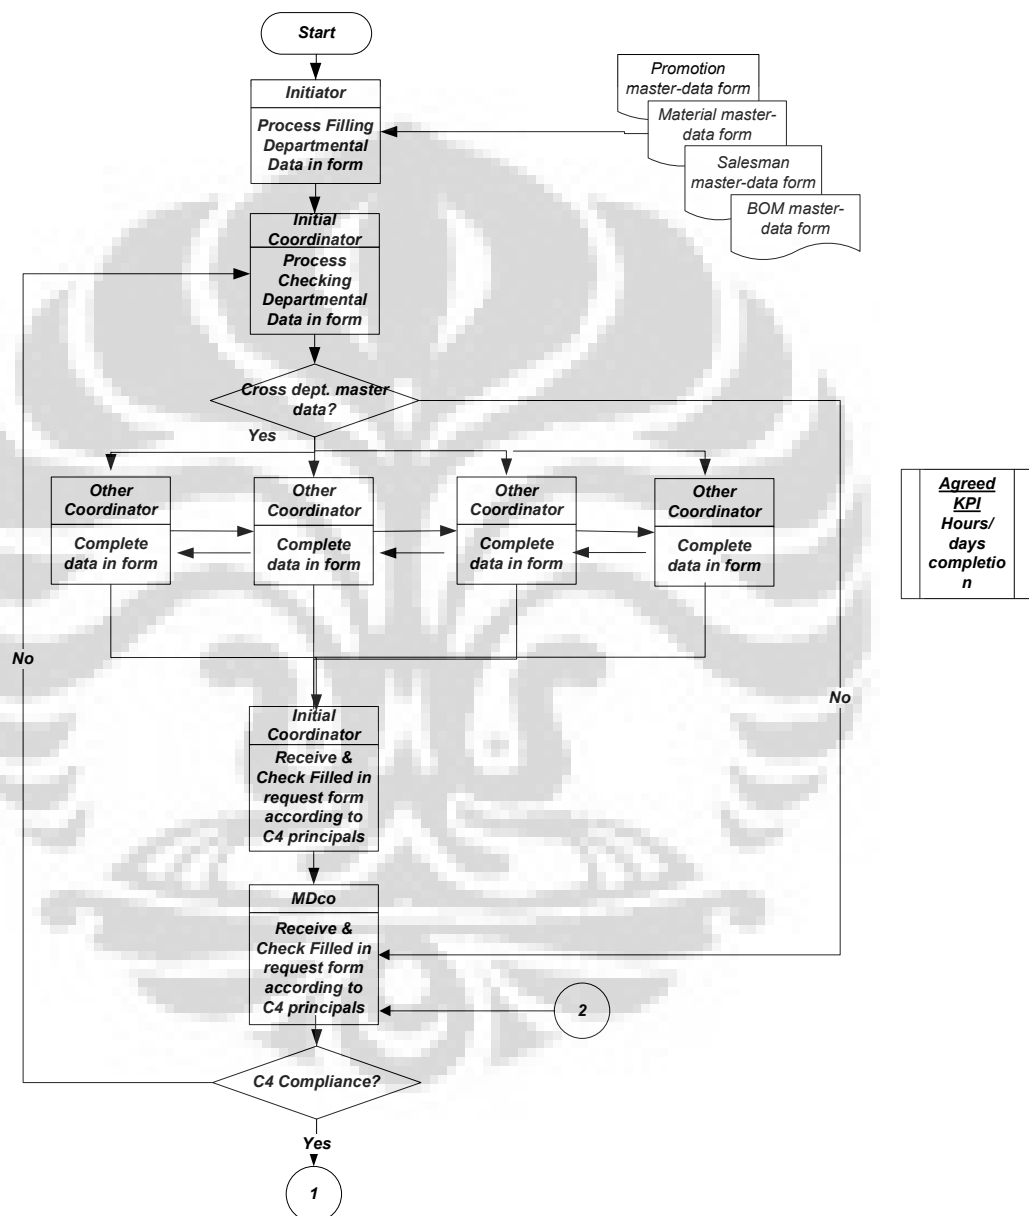 Start
Initiator
Process Filling
Departmental
Data in form
Promotion
master-data form
Material master-
data form
Salesman
master-data form
BOM master-
data form
Initial
Coordinator
Process
Checking
Departmental
Data in form
Cross dept. master
data?
Yes
Other
Coordinator
Complete
data in form
Other
Coordinator
Complete
data in form
Other
Coordinator
Complete
data in form
Other
Coordinator
Complete
data in form
Agreed
KPI
Hours/
days
completio
n
No
No
Initial
Coordinator
Receive &
Check Filled in
request form
according to
C4 principals
MDco
Receive &
Check Filled in
request form
according to
C4 principals
2
C4 Compliance?
Yes
1